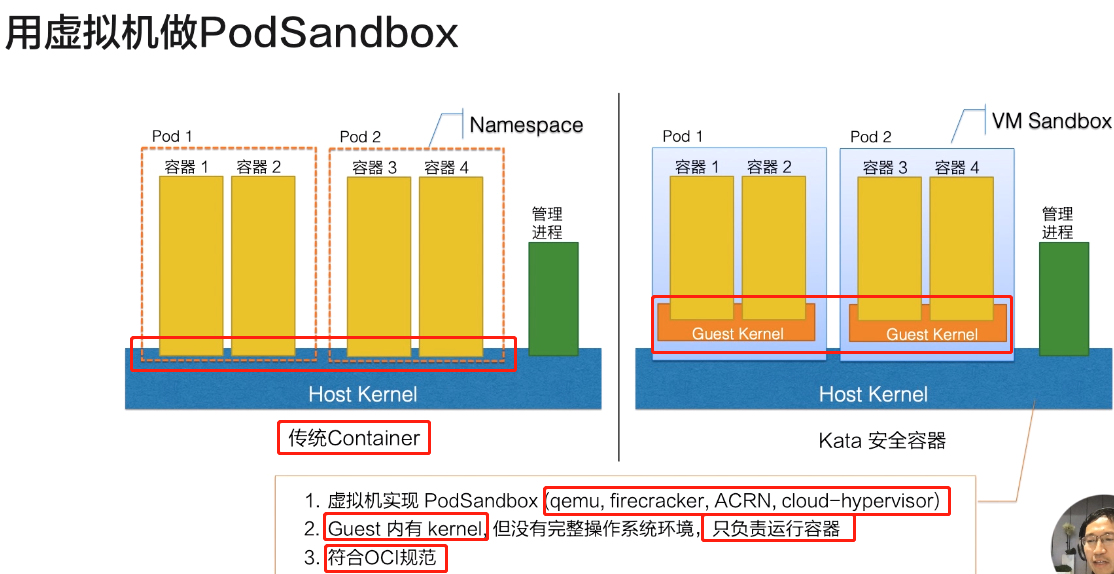 用虚拟机做PodSandbox
Pod 1
Pod 2
Namespace
容器 1
容器 2
容器 3
容器 4
管理
进程
Host Kernel
传统Container
Pod 1
Pod 2
VM Sandbox
容器 1
容器 2
容器 3
容器 4
管理
进程
Guest Kernel
Guest Kernel
Host Kernel
Kata 安全容器
1. 虚拟机实现 PodSandbox (qemu, firecracker, ACRN, cloud-hypervisor)
2. Guest 内有 kernel, 但没有完整操作系统环境, 只负责运行容器
3. 符合OCI规范